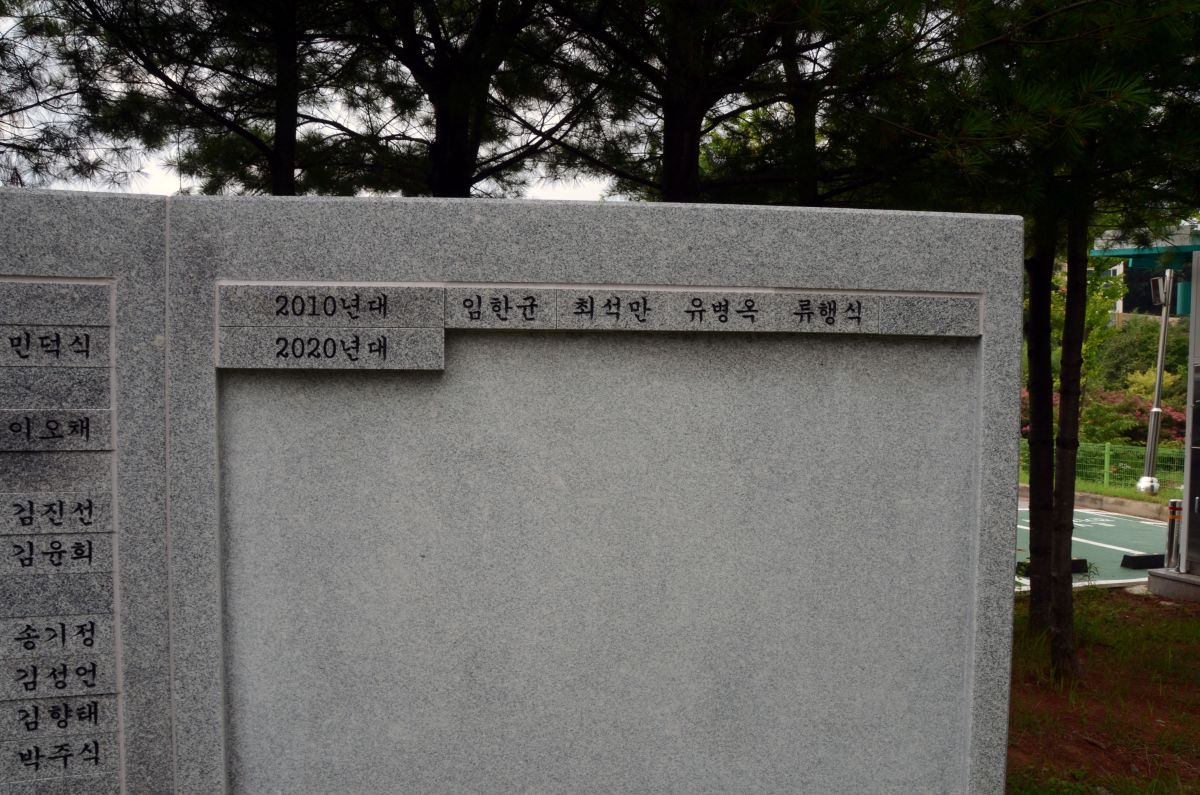 2010년대 임한균 최석만 유병옥 류행식
2020년대
민덕식
이오채
김진선
김윤희
송기정
김성언
김향태
박주식